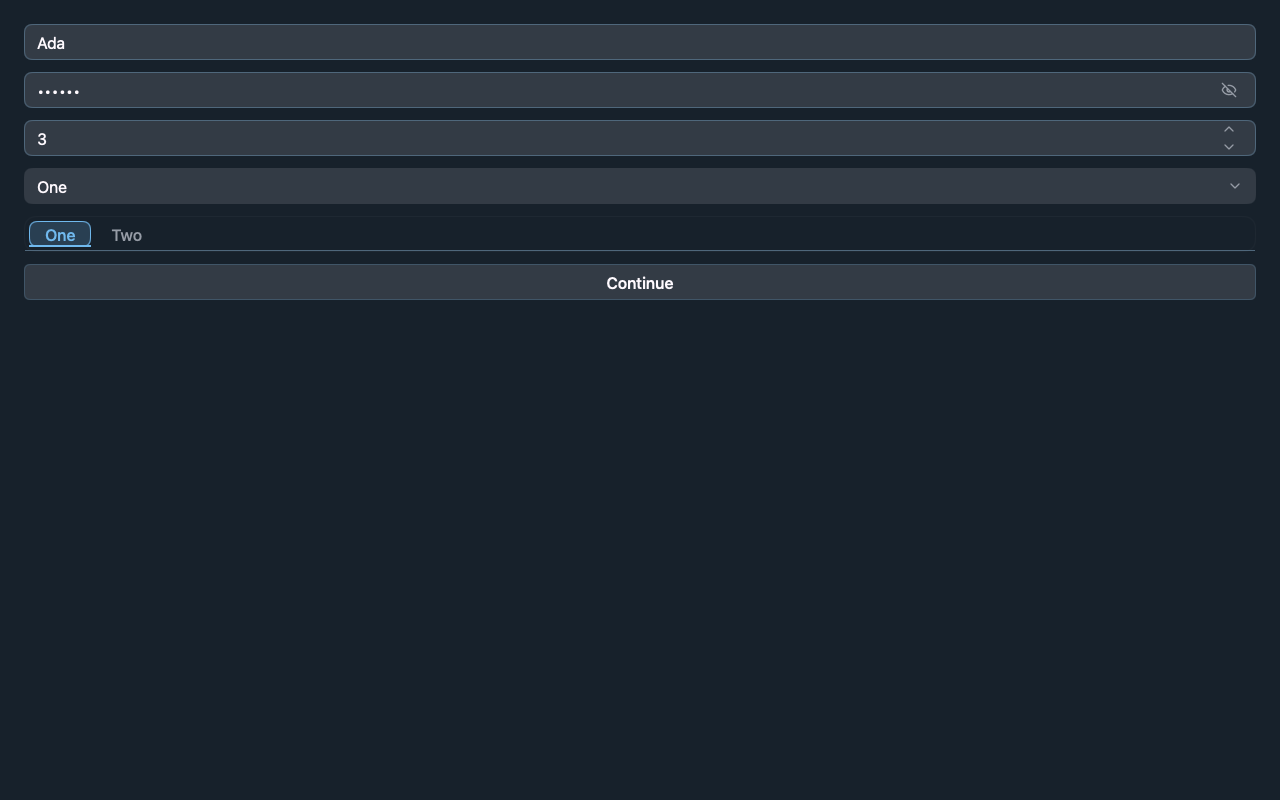 Ada
••••••
3
One
One Two
Continue